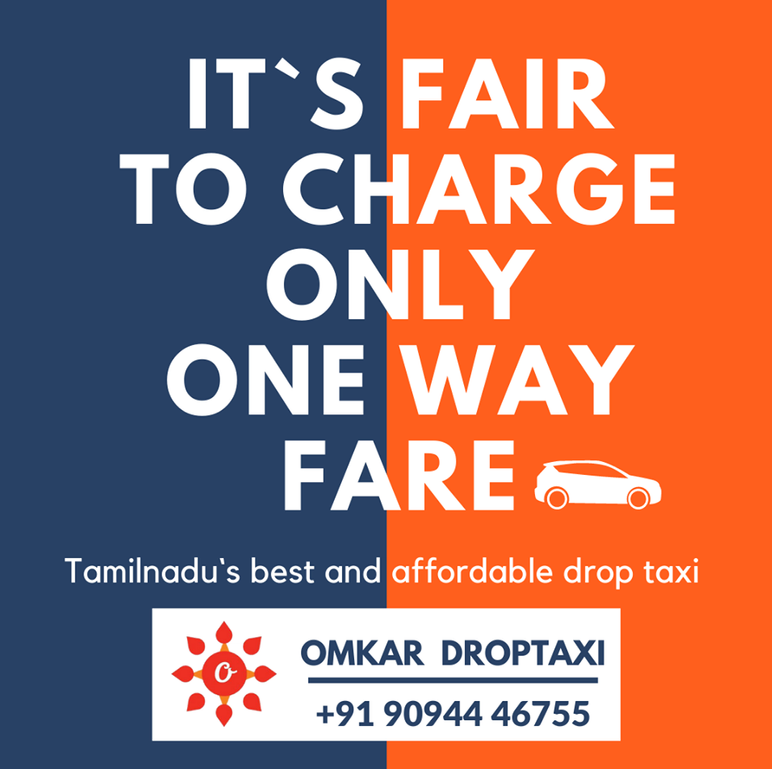 IT`S FAIR
TO CHARGE
ONLY
ONE WAY
FARE
Tamilnadu`s best and affordable drop taxi
O
OMKAR DROPTAXI
+91 90944 46755